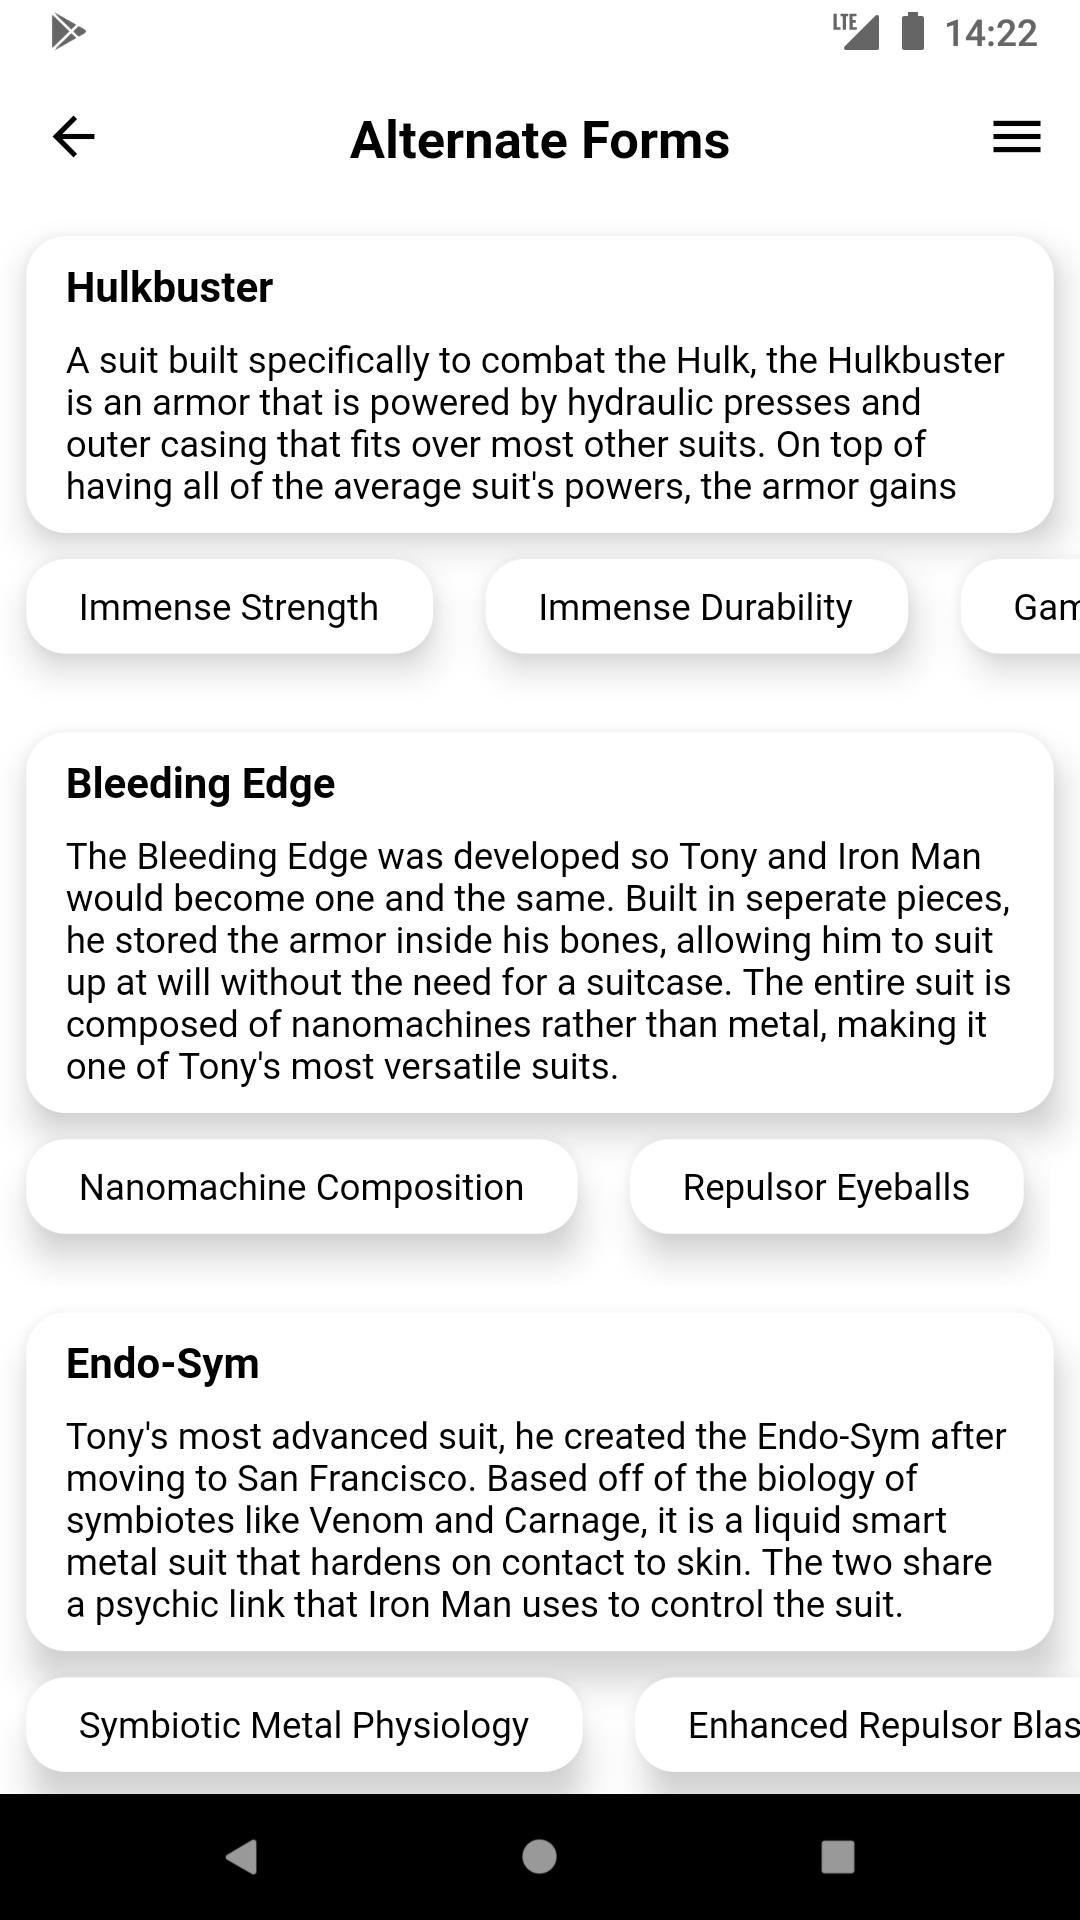 LTE 14:22
Alternate Forms
Hulkbuster
A suit built specifically to combat the Hulk, the Hulkbuster
is an armor that is powered by hydraulic presses and
outer casing that fits over most other suits. On top of
having all of the average suit's powers, the armor gains
Immense Strength Immense Durability Gam
Bleeding Edge
The Bleeding Edge was developed so Tony and Iron Man
would become one and the same. Built in seperate pieces,
he stored the armor inside his bones, allowing him to suit
up at will without the need for a suitcase. The entire suit is
composed of nanomachines rather than metal, making it
one of Tony's most versatile suits.
Nanomachine Composition Repulsor Eyeballs
Endo-Sym
Tony's most advanced suit, he created the Endo-Sym after
moving to San Francisco. Based off of the biology of
symbiotes like Venom and Carnage, it is a liquid smart
metal suit that hardens on contact to skin. The two share
a psychic link that Iron Man uses to control the suit.
Symbiotic Metal Physiology Enhanced Repulsor Blas